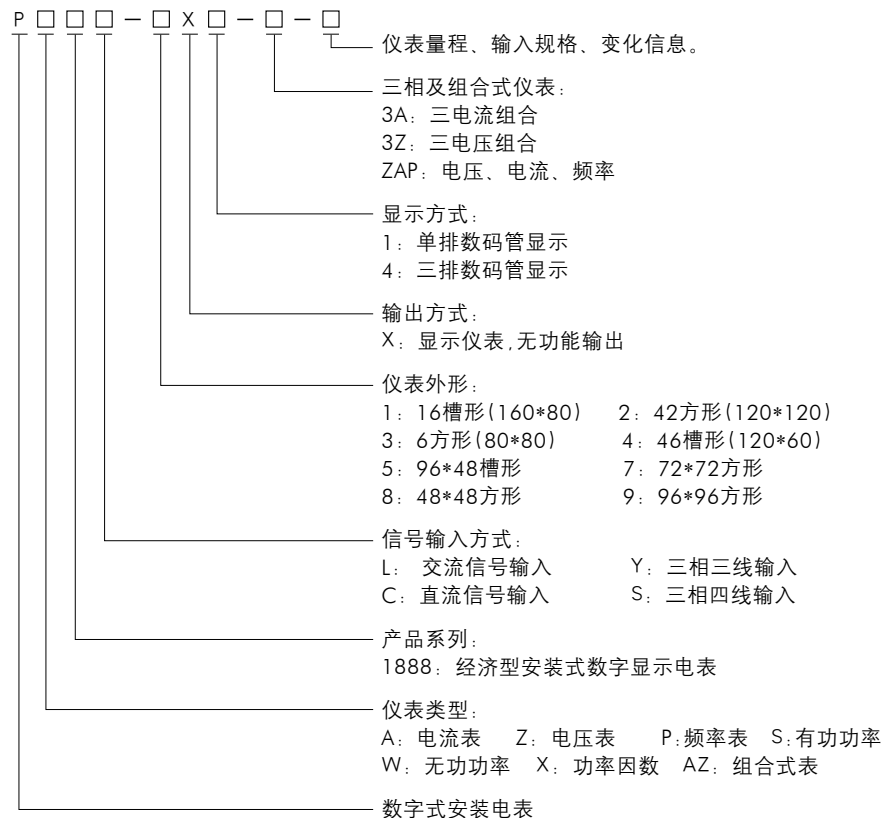 P□□□-□X□-□-□
仪表量程、输入规格、变化信息。
三相及组合式仪表：
3A：三电流组合
3Z：三电压组合
ZAP：电压、电流、频率
显示方式：
1：单排数码管显示
4：三排数码管显示
输出方式：
X：显示仪表,无功能输出
仪表外形：
1：16槽形(160*80) 2：42方形(120*120)
3：6方形(80*80) 4：46槽形(120*60)
5：96*48槽形 7：72*72方形
8：48*48方形 9：96*96方形
信号输入方式：
L： 交流信号输入 Y：三相三线输入
C：直流信号输入 S：三相四线输入
产品系列：
1888：经济型安装式数字显示电表
仪表类型：
A：电流表 Z：电压表 P:频率表 S:有功功率
W：无功功率 X：功率因数 AZ：组合式表
数字式安装电表